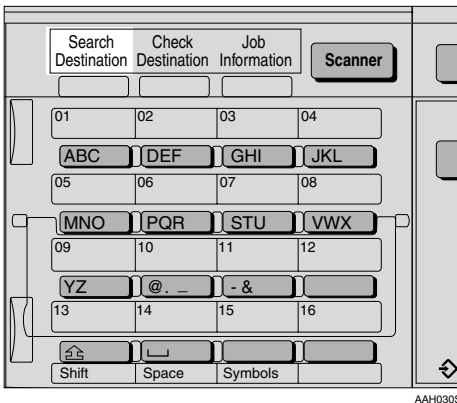 Search Check Job
Destination Destination Information Scanner
01 02 03 04
ABC DEF GHI JKL
05 06 07 08
MNO PQR STU VWX
09 10 11 12
YZ @. _ - &
13 14 15 16
Shift Space Symbols
AAH030S